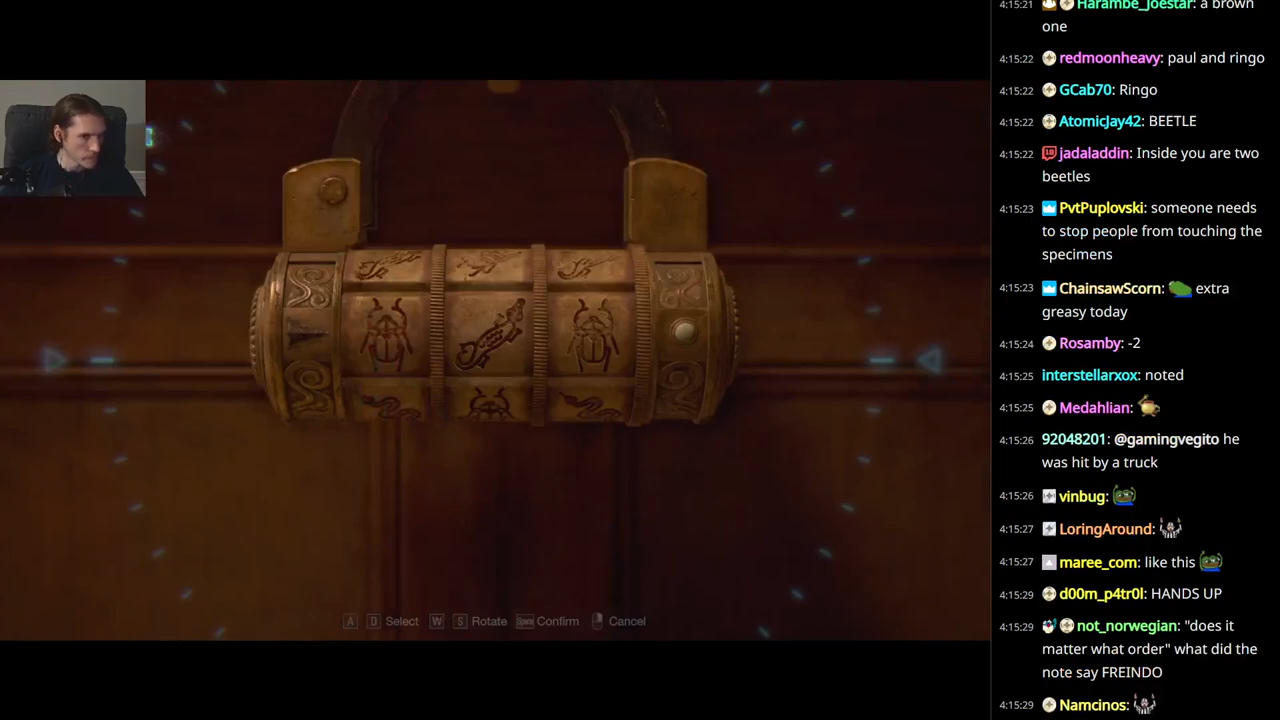 4:15:21 Harambe_Joestar: a brown
one
4:15:22 redmoonheavy: paul and ringo
4:15:22 GCab70: Ringo
4:15:22 AtomicJay42: BEETLE
4:15:22 jadaladdin: Inside you are two
beetles
4:15:23 PvtPuplovski: someone needs
to stop people from touching the
specimens
4:15:23 ChainsawScorn: extra
greasy today
4:15:24 Rosamby: -2
4:15:25 interstellarxox: noted
4:15:25 Medahlian:
4:15:26 92048201: @gamingvegito he
was hit by a truck
4:15:26 vinbug:
4:15:27 LoringAround:
4:15:27 maree_com: like this
4:15:29 d00m_p4tr0l: HANDS UP
4:15:29 not_norwegian: "does it
matter what order" what did the
note say FREINDO
4:15:29 Namcinos:
A D Select W S Rotate Space Confirm Cancel